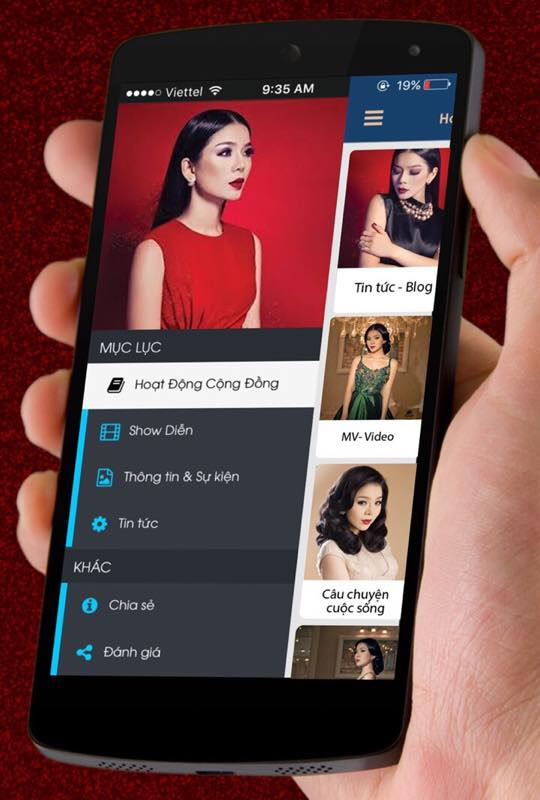 Viettel
9:35 AM
19%
MỤC LỤC
Hoạt Động Cộng Đồng
Show Diễn
Thông tin & Sự kiện
Tin tức
KHÁC
Chia sẻ
Đánh giá
Tin tức - Blog
MV- Video
Câu chuyện
cuộc sống